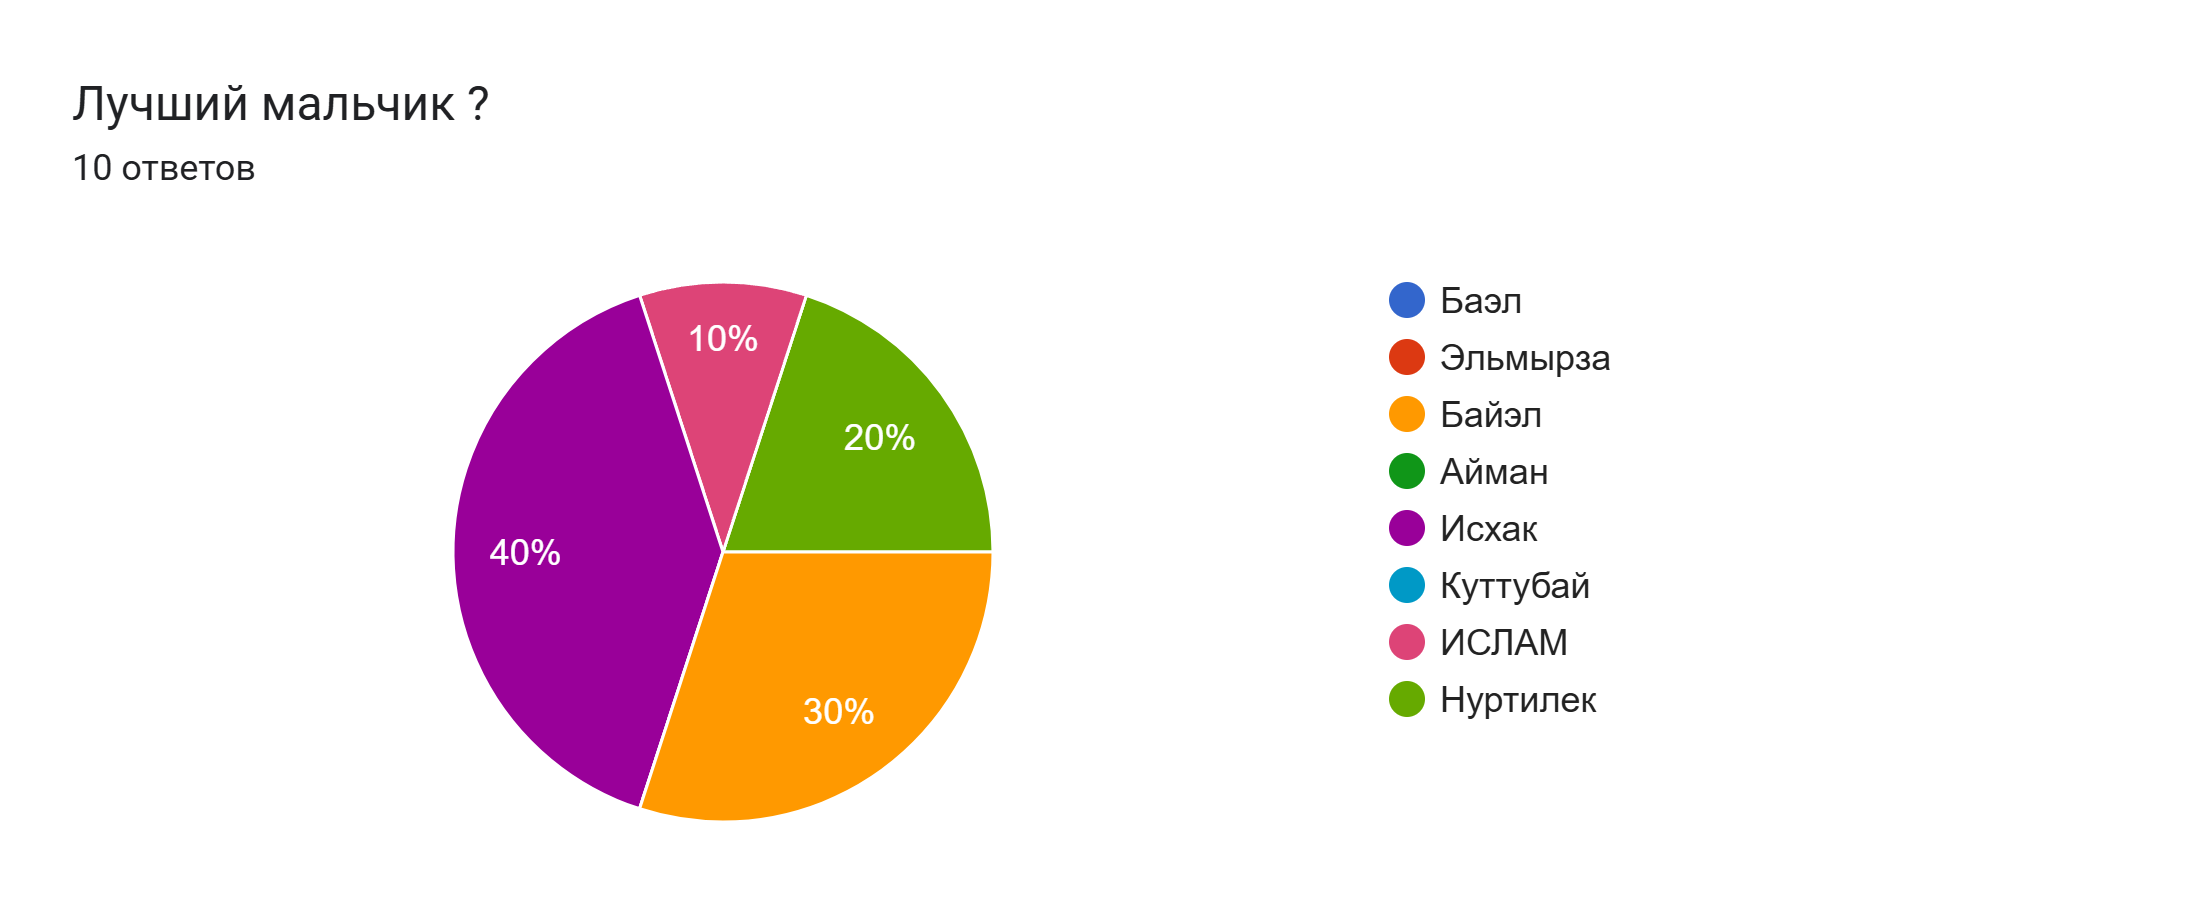 Лучший мальчик ?
10 ответов
10%
20%
40%
30%
Баэл
Эльмырза
Байэл
Айман
Исхак
Куттубай
ИСЛАМ
Нуртилек